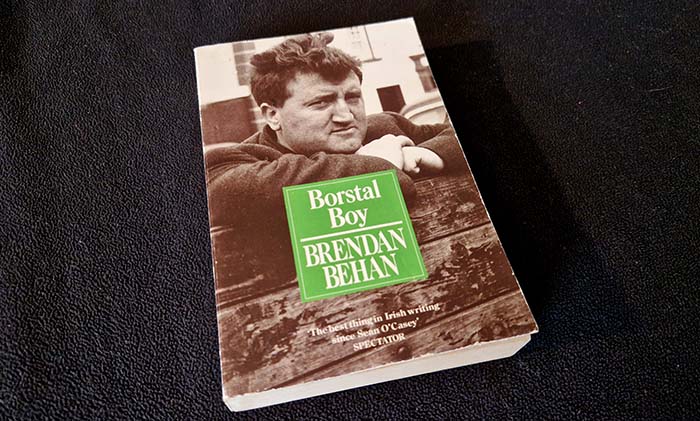 Borstal
Boy
BRENDAN
BEHAN
'The best thing in Irish writing
since Sean O'Casey'
SPECTATOR